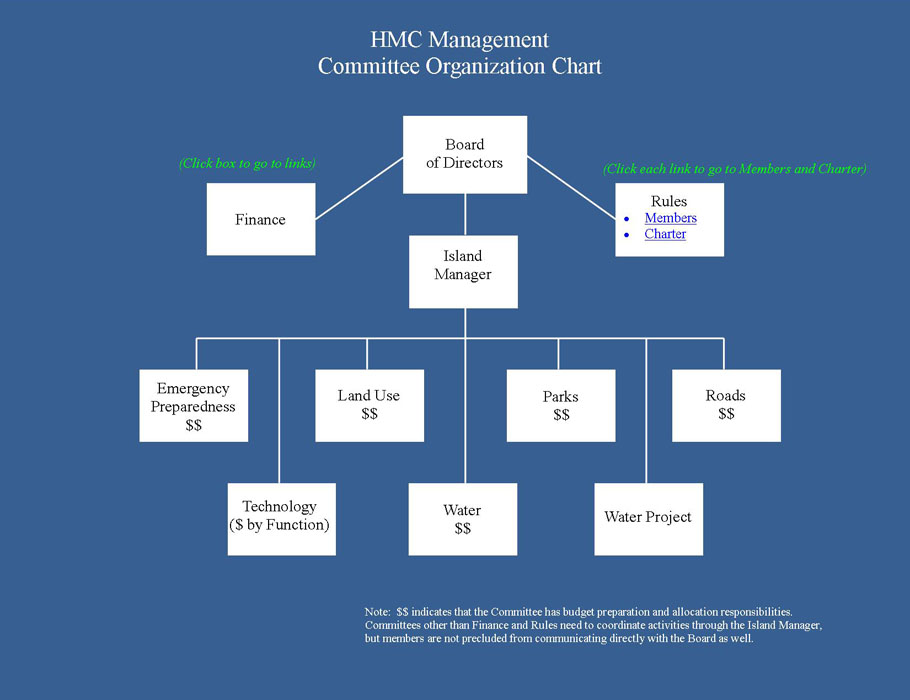 HMC Management
Committee Organization Chart
Board
of Directors
(Click box to go to links)
(Click each link to go to Members and Charter)
Finance
Rules
• Members
• Charter
Island
Manager
Emergency
Preparedness
$$
Land Use
$$
Parks
$$
Roads
$$
Technology
($ by Function)
Water
$$
Water Project
Note:  $$ indicates that the Committee has budget preparation and allocation responsibilities.
Committees other than Finance and Rules need to coordinate activities through the Island Manager,
but members are not precluded from communicating directly with the Board as well.